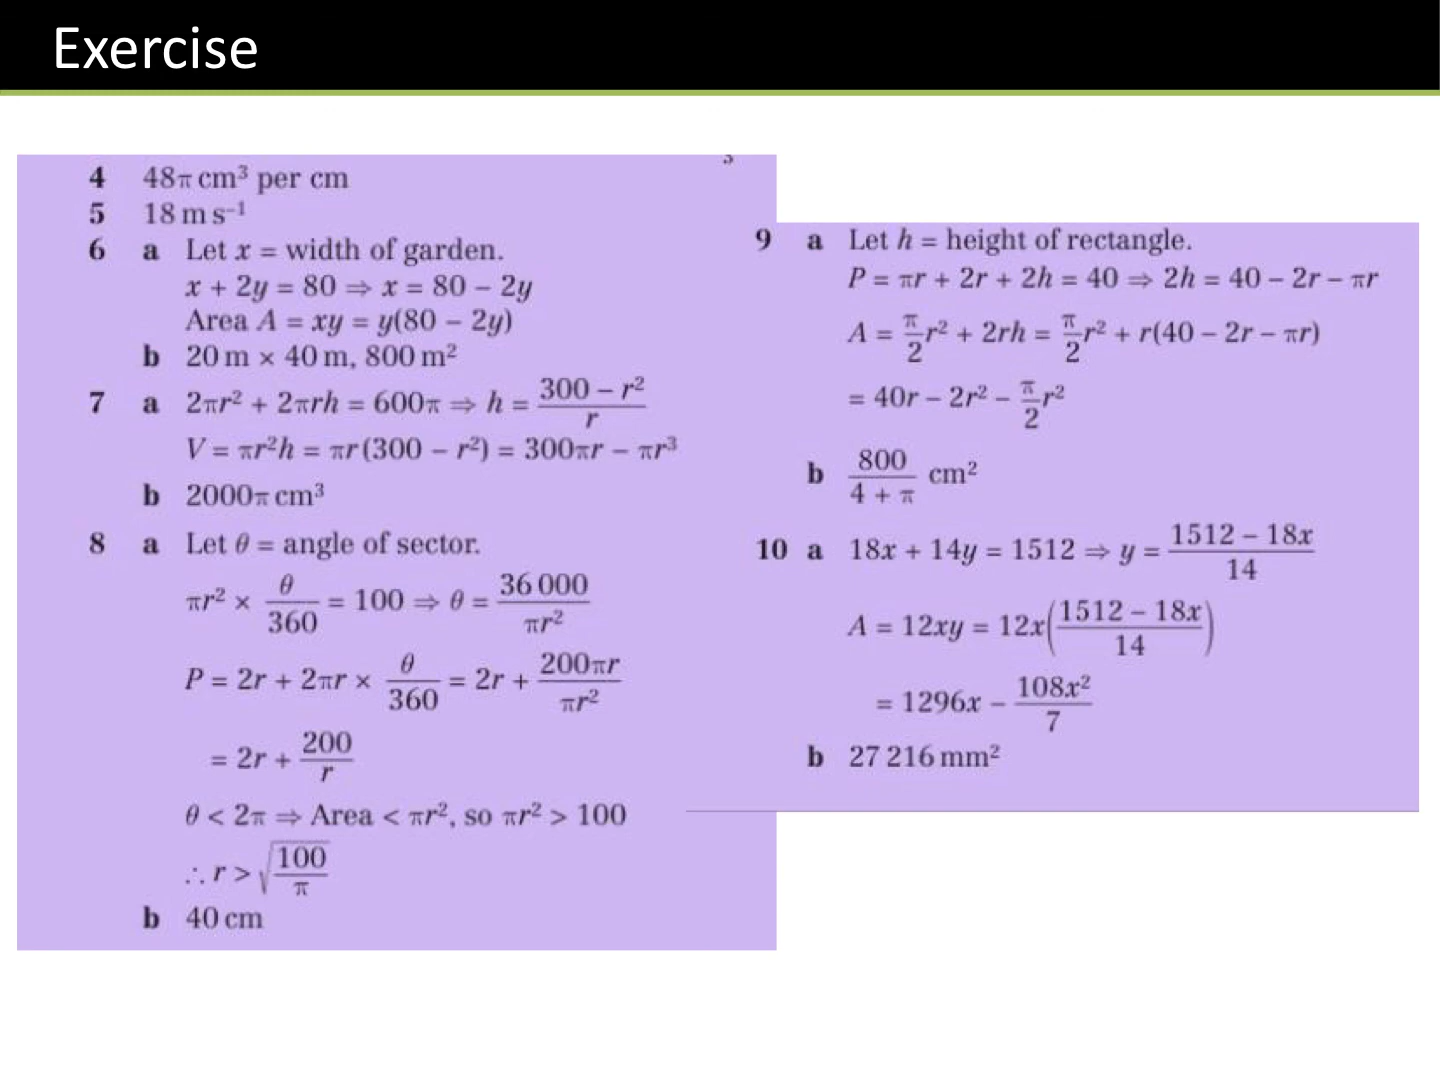 Exercise
3
4 48π cm³ per cm
5 18 m s⁻¹
6 a Let x = width of garden.
x + 2y = 80 ⇒ x = 80 − 2y
Area A = xy = y(80 − 2y)
b 20 m × 40 m, 800 m²
7 a 2πr² + 2πrh = 600π ⇒ h = (300 − r²)/r
V = πr²h = πr(300 − r²) = 300πr − πr³
b 2000π cm³
8 a Let θ = angle of sector.
πr² × θ/360 = 100 ⇒ θ = 36 000/πr²
P = 2r + 2πr × θ/360 = 2r + 200πr/πr²
= 2r + 200/r
θ < 2π ⇒ Area < πr², so πr² > 100
∴ r > √(100/π)
b 40 cm
9 a Let h = height of rectangle.
P = πr + 2r + 2h = 40 ⇒ 2h = 40 − 2r − πr
A = π/2 r² + 2rh = π/2 r² + r(40 − 2r − πr)
= 40r − 2r² − π/2 r²
b 800/(4 + π) cm²
10 a 18x + 14y = 1512 ⇒ y = (1512 − 18x)/14
A = 12xy = 12x((1512 − 18x)/14)
= 1296x − 108x²/7
b 27 216 mm²